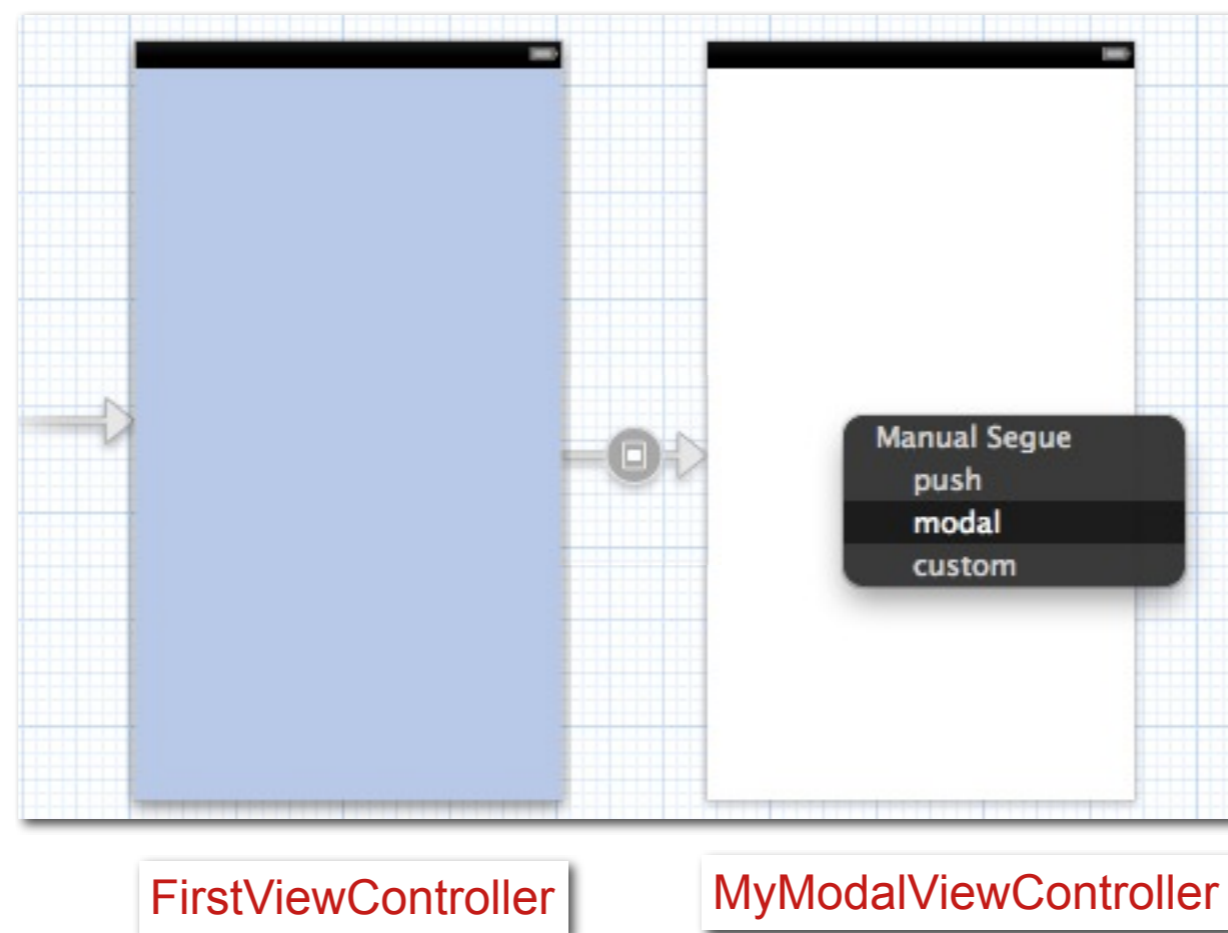 Manual Segue
push
modal
custom
FirstViewController
MyModalViewController